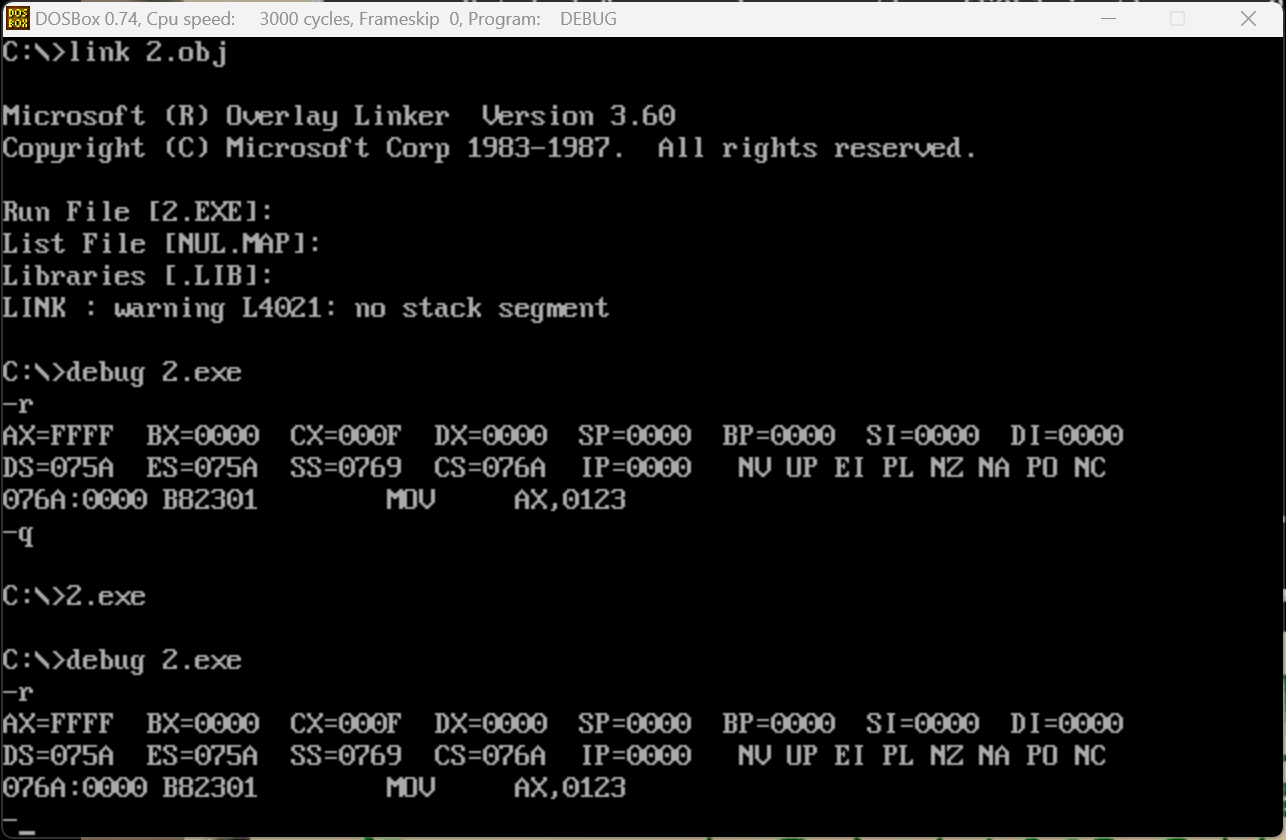 DOSBox 0.74, Cpu speed: 3000 cycles, Frameskip 0, Program: DEBUG
C:\>link 2.obj
Microsoft (R) Overlay Linker Version 3.60
Copyright (C) Microsoft Corp 1983-1987. All rights reserved.
Run File [2.EXE]:
List File [NUL.MAP]:
Libraries [.LIB]:
LINK : warning L4021: no stack segment
C:\>debug 2.exe
-r
AX=FFFF BX=0000 CX=000F DX=0000 SP=0000 BP=0000 SI=0000 DI=0000
DS=075A ES=075A SS=0769 CS=076A IP=0000 NV UP EI PL NZ NA PO NC
076A:0000 B82301 MOV AX,0123
-q
C:\>2.exe
C:\>debug 2.exe
-r
AX=FFFF BX=0000 CX=000F DX=0000 SP=0000 BP=0000 SI=0000 DI=0000
DS=075A ES=075A SS=0769 CS=076A IP=0000 NV UP EI PL NZ NA PO NC
076A:0000 B82301 MOV AX,0123
-_